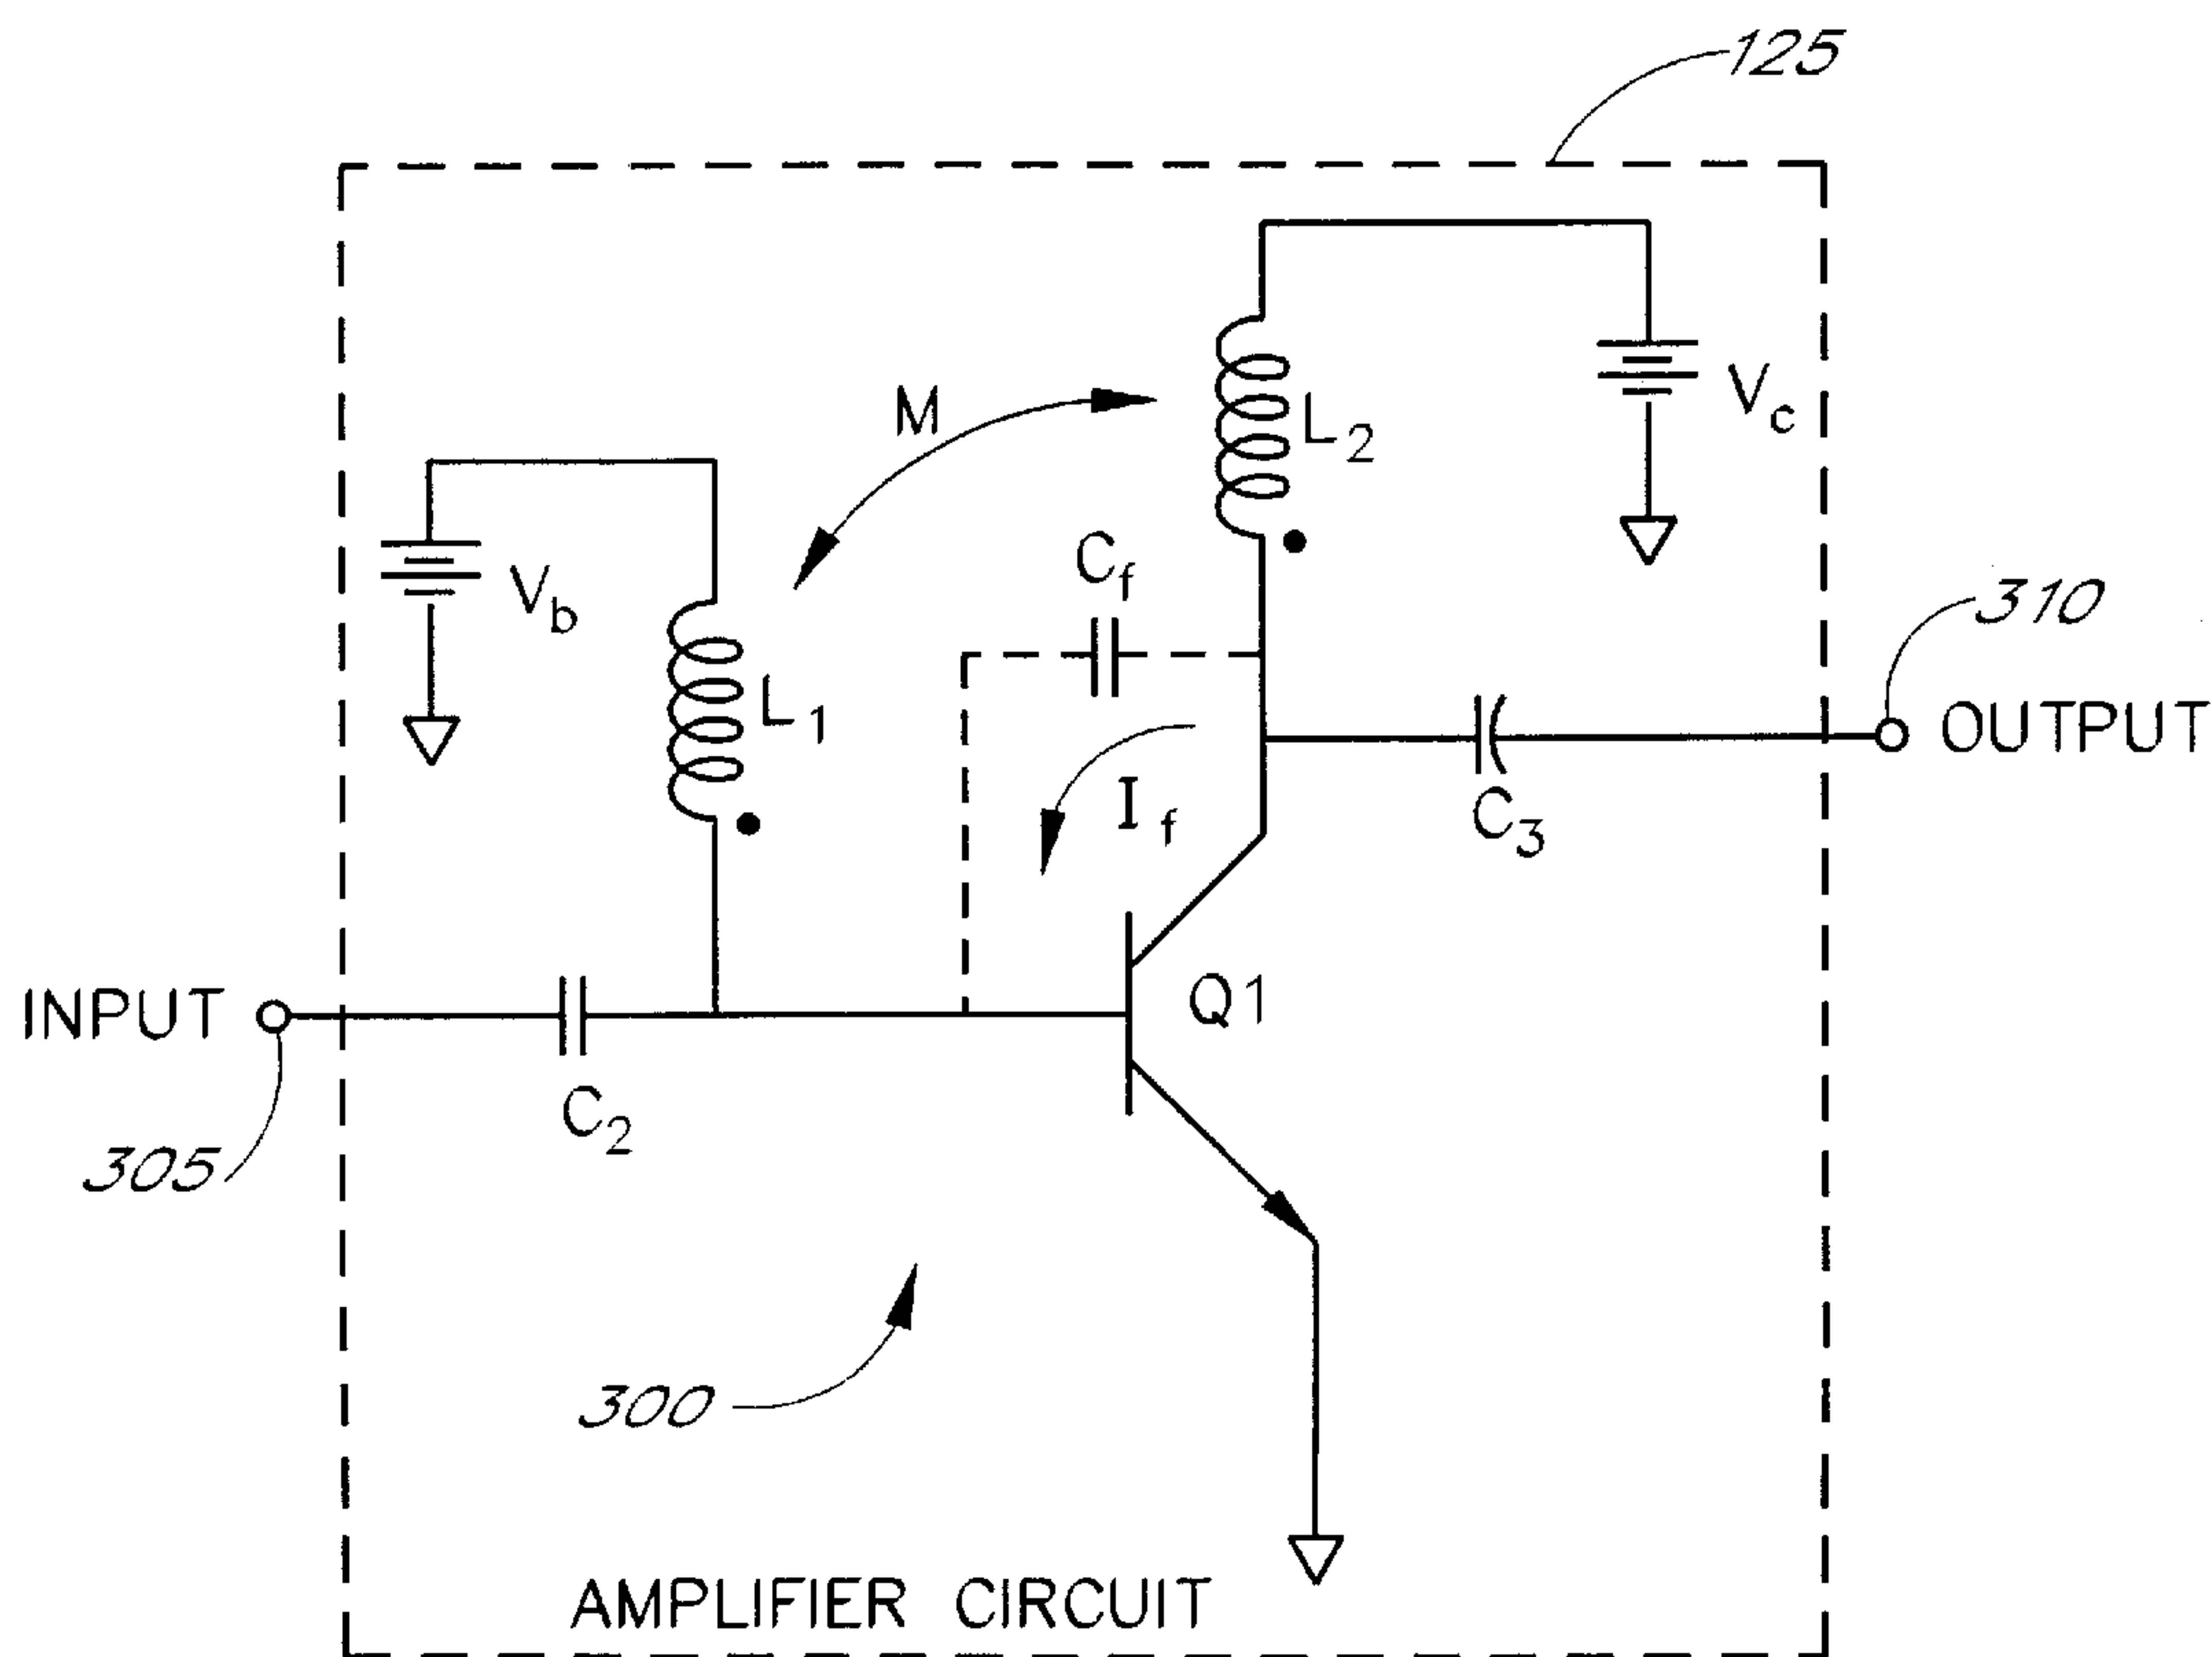 125
M
L2
Vc
Cf
Vb
310
L1
OUTPUT
If
C3
INPUT
Q1
C2
305
300
AMPLIFIER CIRCUIT